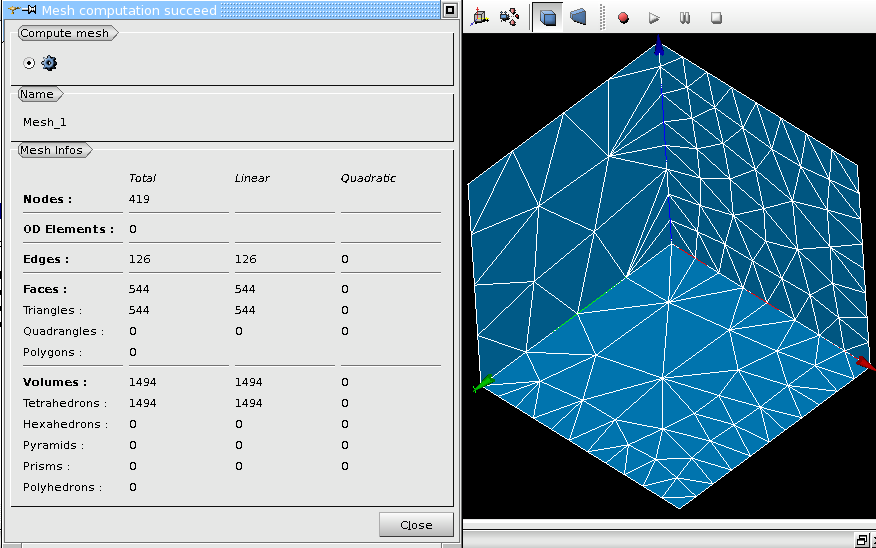 Mesh computation succeed
Compute mesh
Name
Mesh_1
Mesh Infos
Total Linear Quadratic
Nodes : 419
0D Elements : 0
Edges : 126 126 0
Faces : 544 544 0
Triangles : 544 544 0
Quadrangles : 0 0 0
Polygons : 0
Volumes : 1494 1494 0
Tetrahedrons : 1494 1494 0
Hexahedrons : 0 0 0
Pyramids : 0 0 0
Prisms : 0 0 0
Polyhedrons : 0
Close